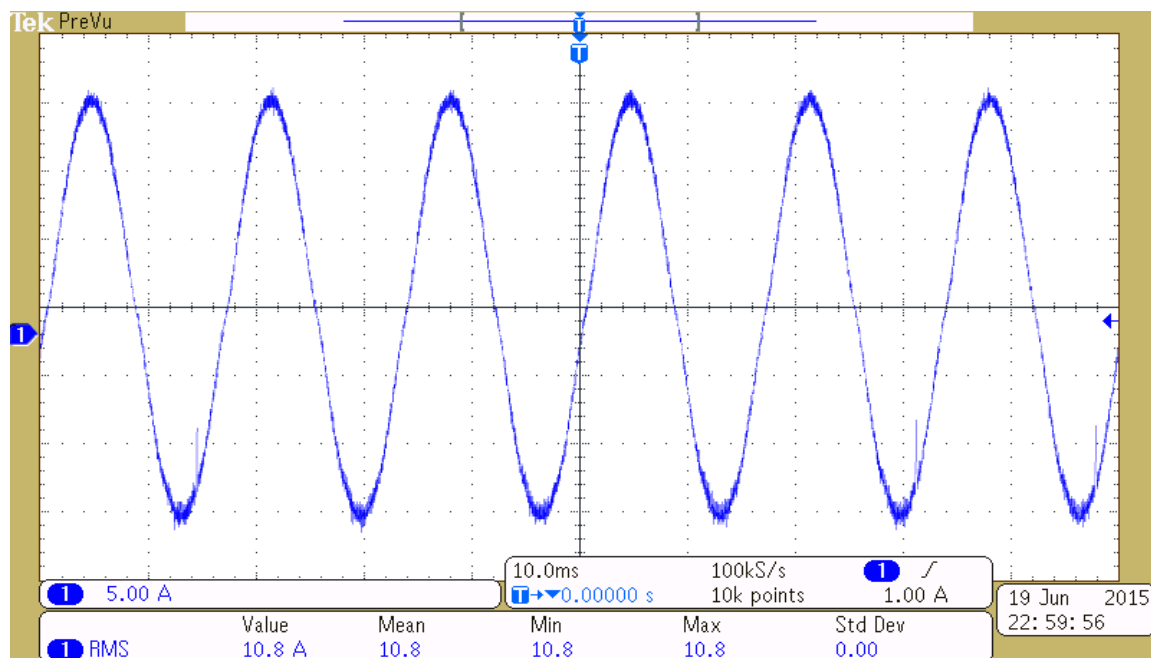 Tek PreVu
T
T
1
10.0ms 100kS/s 1 ∫
1 5.00 A
T→▼0.00000 s 10k points 1.00 A
19 Jun 2015
22:59:56
Value Mean Min Max Std Dev
1 RMS 10.8 A 10.8 10.8 10.8 0.00